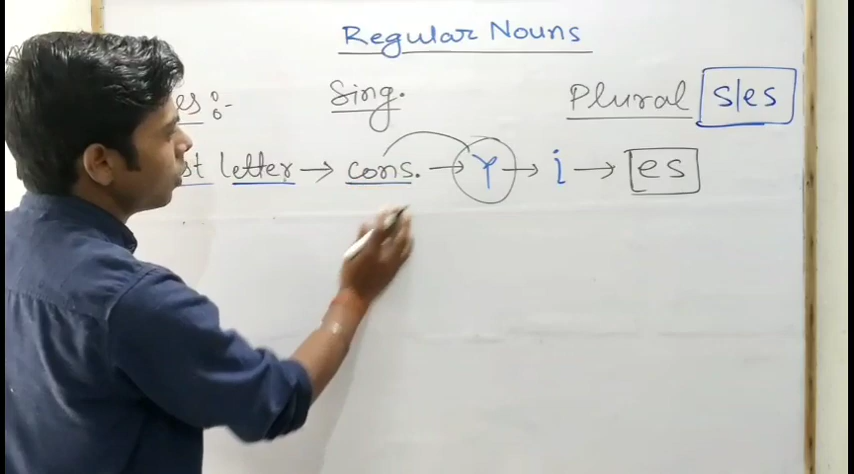 Regular Nouns
Sing. Plural s/es
letter → cons. → Y → i → es